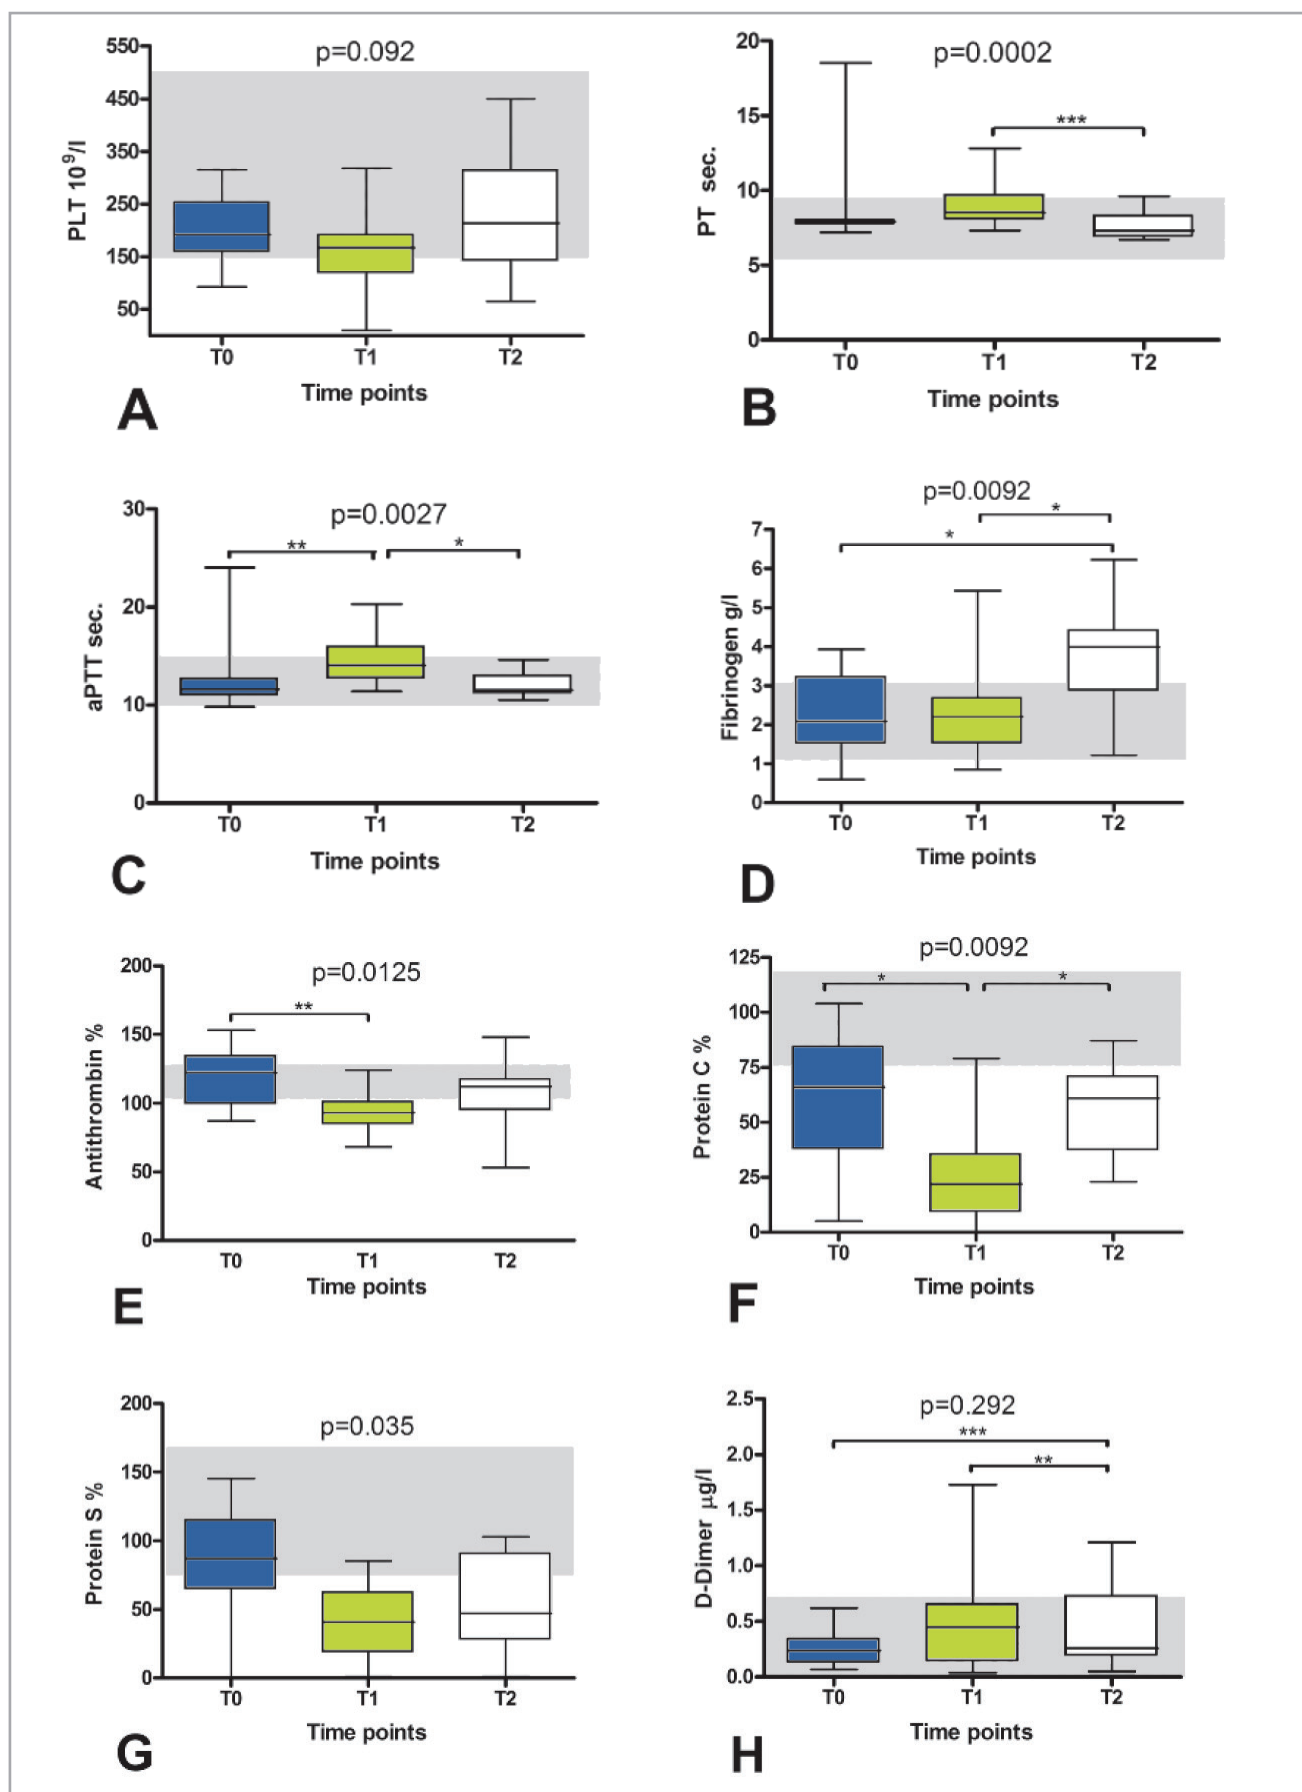 p=0.092
PLT 10⁹/l
550
450
350
250
150
50
T0 T1 T2
Time points
A
p=0.0002
***
PT sec.
20
15
10
5
0
T0 T1 T2
Time points
B
p=0.0027
** *
aPTT sec.
30
20
10
0
T0 T1 T2
Time points
C
p=0.0092
*
*
Fibrinogen g/l
7
6
5
4
3
2
1
0
T0 T1 T2
Time points
D
p=0.0125
**
Antithrombin %
200
150
100
50
0
T0 T1 T2
Time points
E
p=0.0092
* *
Protein C %
125
100
75
50
25
0
T0 T1 T2
Time points
F
p=0.035
Protein S %
200
150
100
50
0
T0 T1 T2
Time points
G
p=0.292
***
**
D-Dimer µg/l
2.5
2.0
1.5
1.0
0.5
0.0
T0 T1 T2
Time points
H